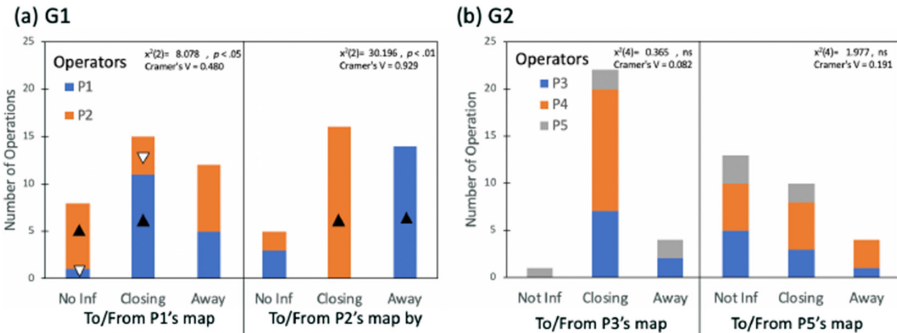 (a) G1
x²(2)= 8.078 , p < .05
Cramer's V = 0.480
x²(2)= 30.196 , p < .01
Cramer's V = 0.929
Operators
P1
P2
Number of Operations
25
20
15
10
5
0
No Inf Closing Away No Inf Closing Away
To/From P1's map To/From P2's map by
(b) G2
x²(4)= 0.365 , ns
Cramer's V = 0.082
x²(4)= 1.977 , ns
Cramer's V = 0.191
Operators
P3
P4
P5
Number of Operations
25
20
15
10
5
0
Not Inf Closing Away Not Inf Closing Away
To/From P3's map To/From P5's map